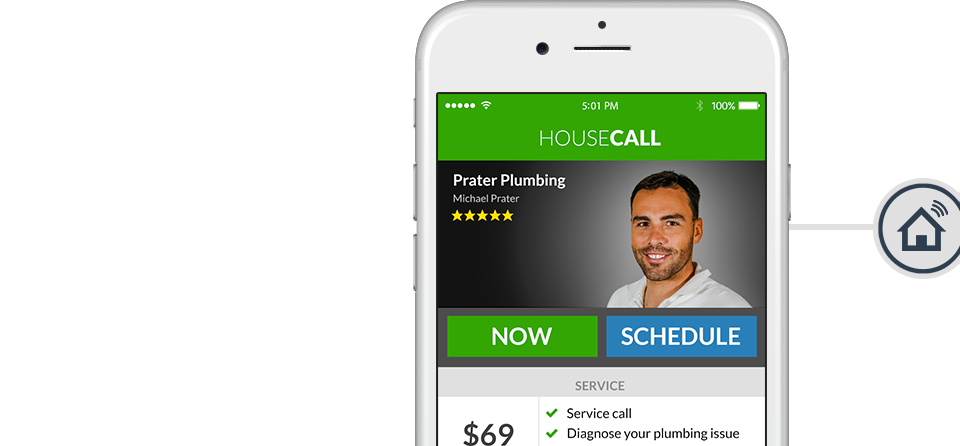 5:01 PM 100%
HOUSECALL
Prater Plumbing
Michael Prater
NOW SCHEDULE
SERVICE
$69
Service call
Diagnose your plumbing issue